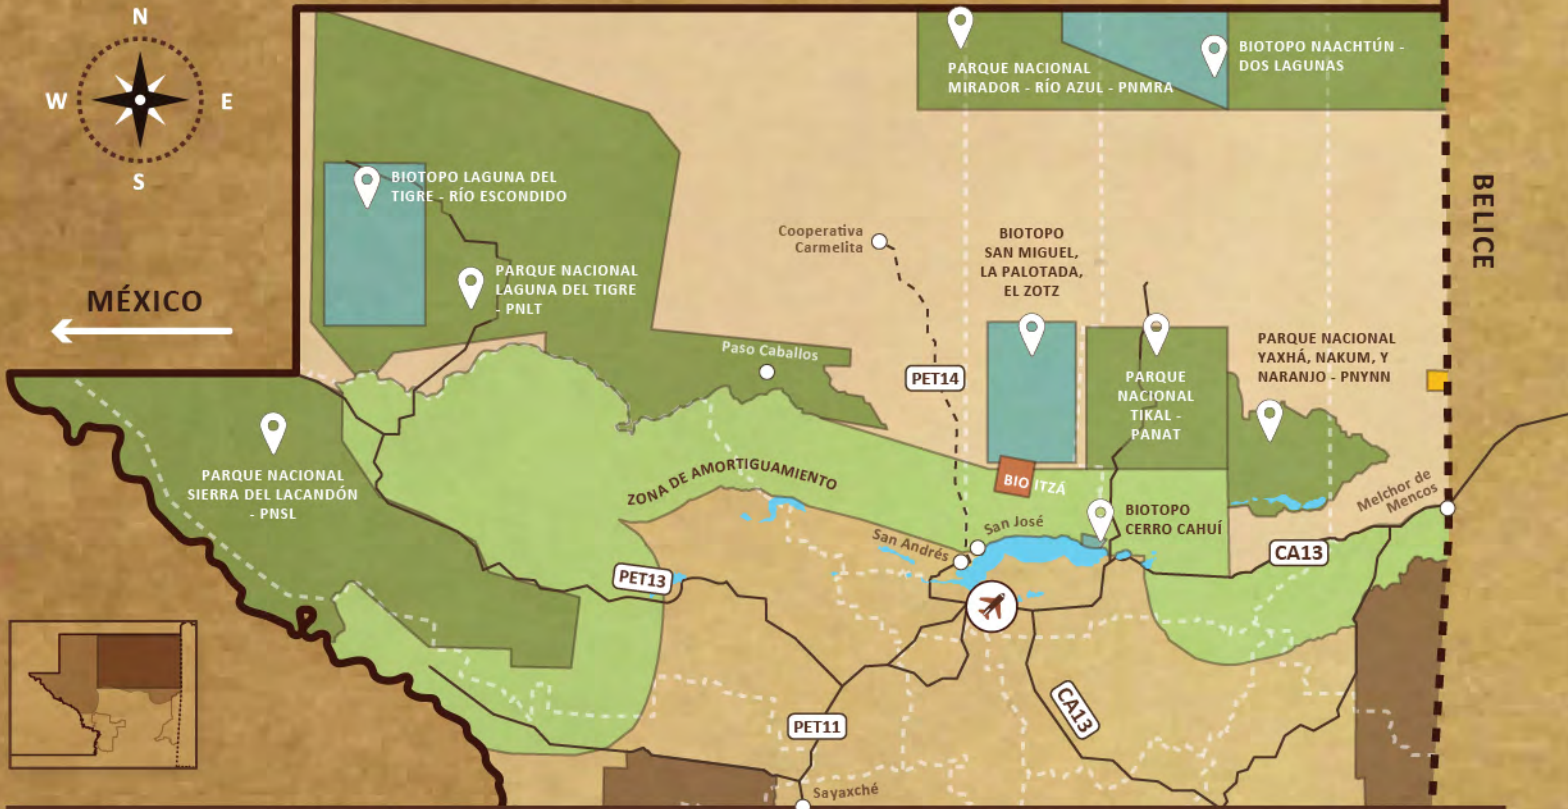 N
W
E
S
MÉXICO
BELICE
PARQUE NACIONAL
MIRADOR - RÍO AZUL - PNMRA
BIOTOPO NAACHTÚN -
DOS LAGUNAS
BIOTOPO LAGUNA DEL
TIGRE - RÍO ESCONDIDO
PARQUE NACIONAL
LAGUNA DEL TIGRE
- PNLT
Cooperativa
Carmelita
BIOTOPO
SAN MIGUEL,
LA PALOTADA,
EL ZOTZ
Paso Caballos
PET14
PARQUE
NACIONAL
TIKAL -
PANAT
PARQUE NACIONAL
YAXHÁ, NAKUM, Y
NARANJO - PNYNN
PARQUE NACIONAL
SIERRA DEL LACANDÓN
- PNSL
ZONA DE AMORTIGUAMIENTO
BIO ITZÁ
BIOTOPO
CERRO CAHUÍ
Melchor de
Mencos
San José
San Andrés
CA13
PET13
CA13
PET11
Sayaxché